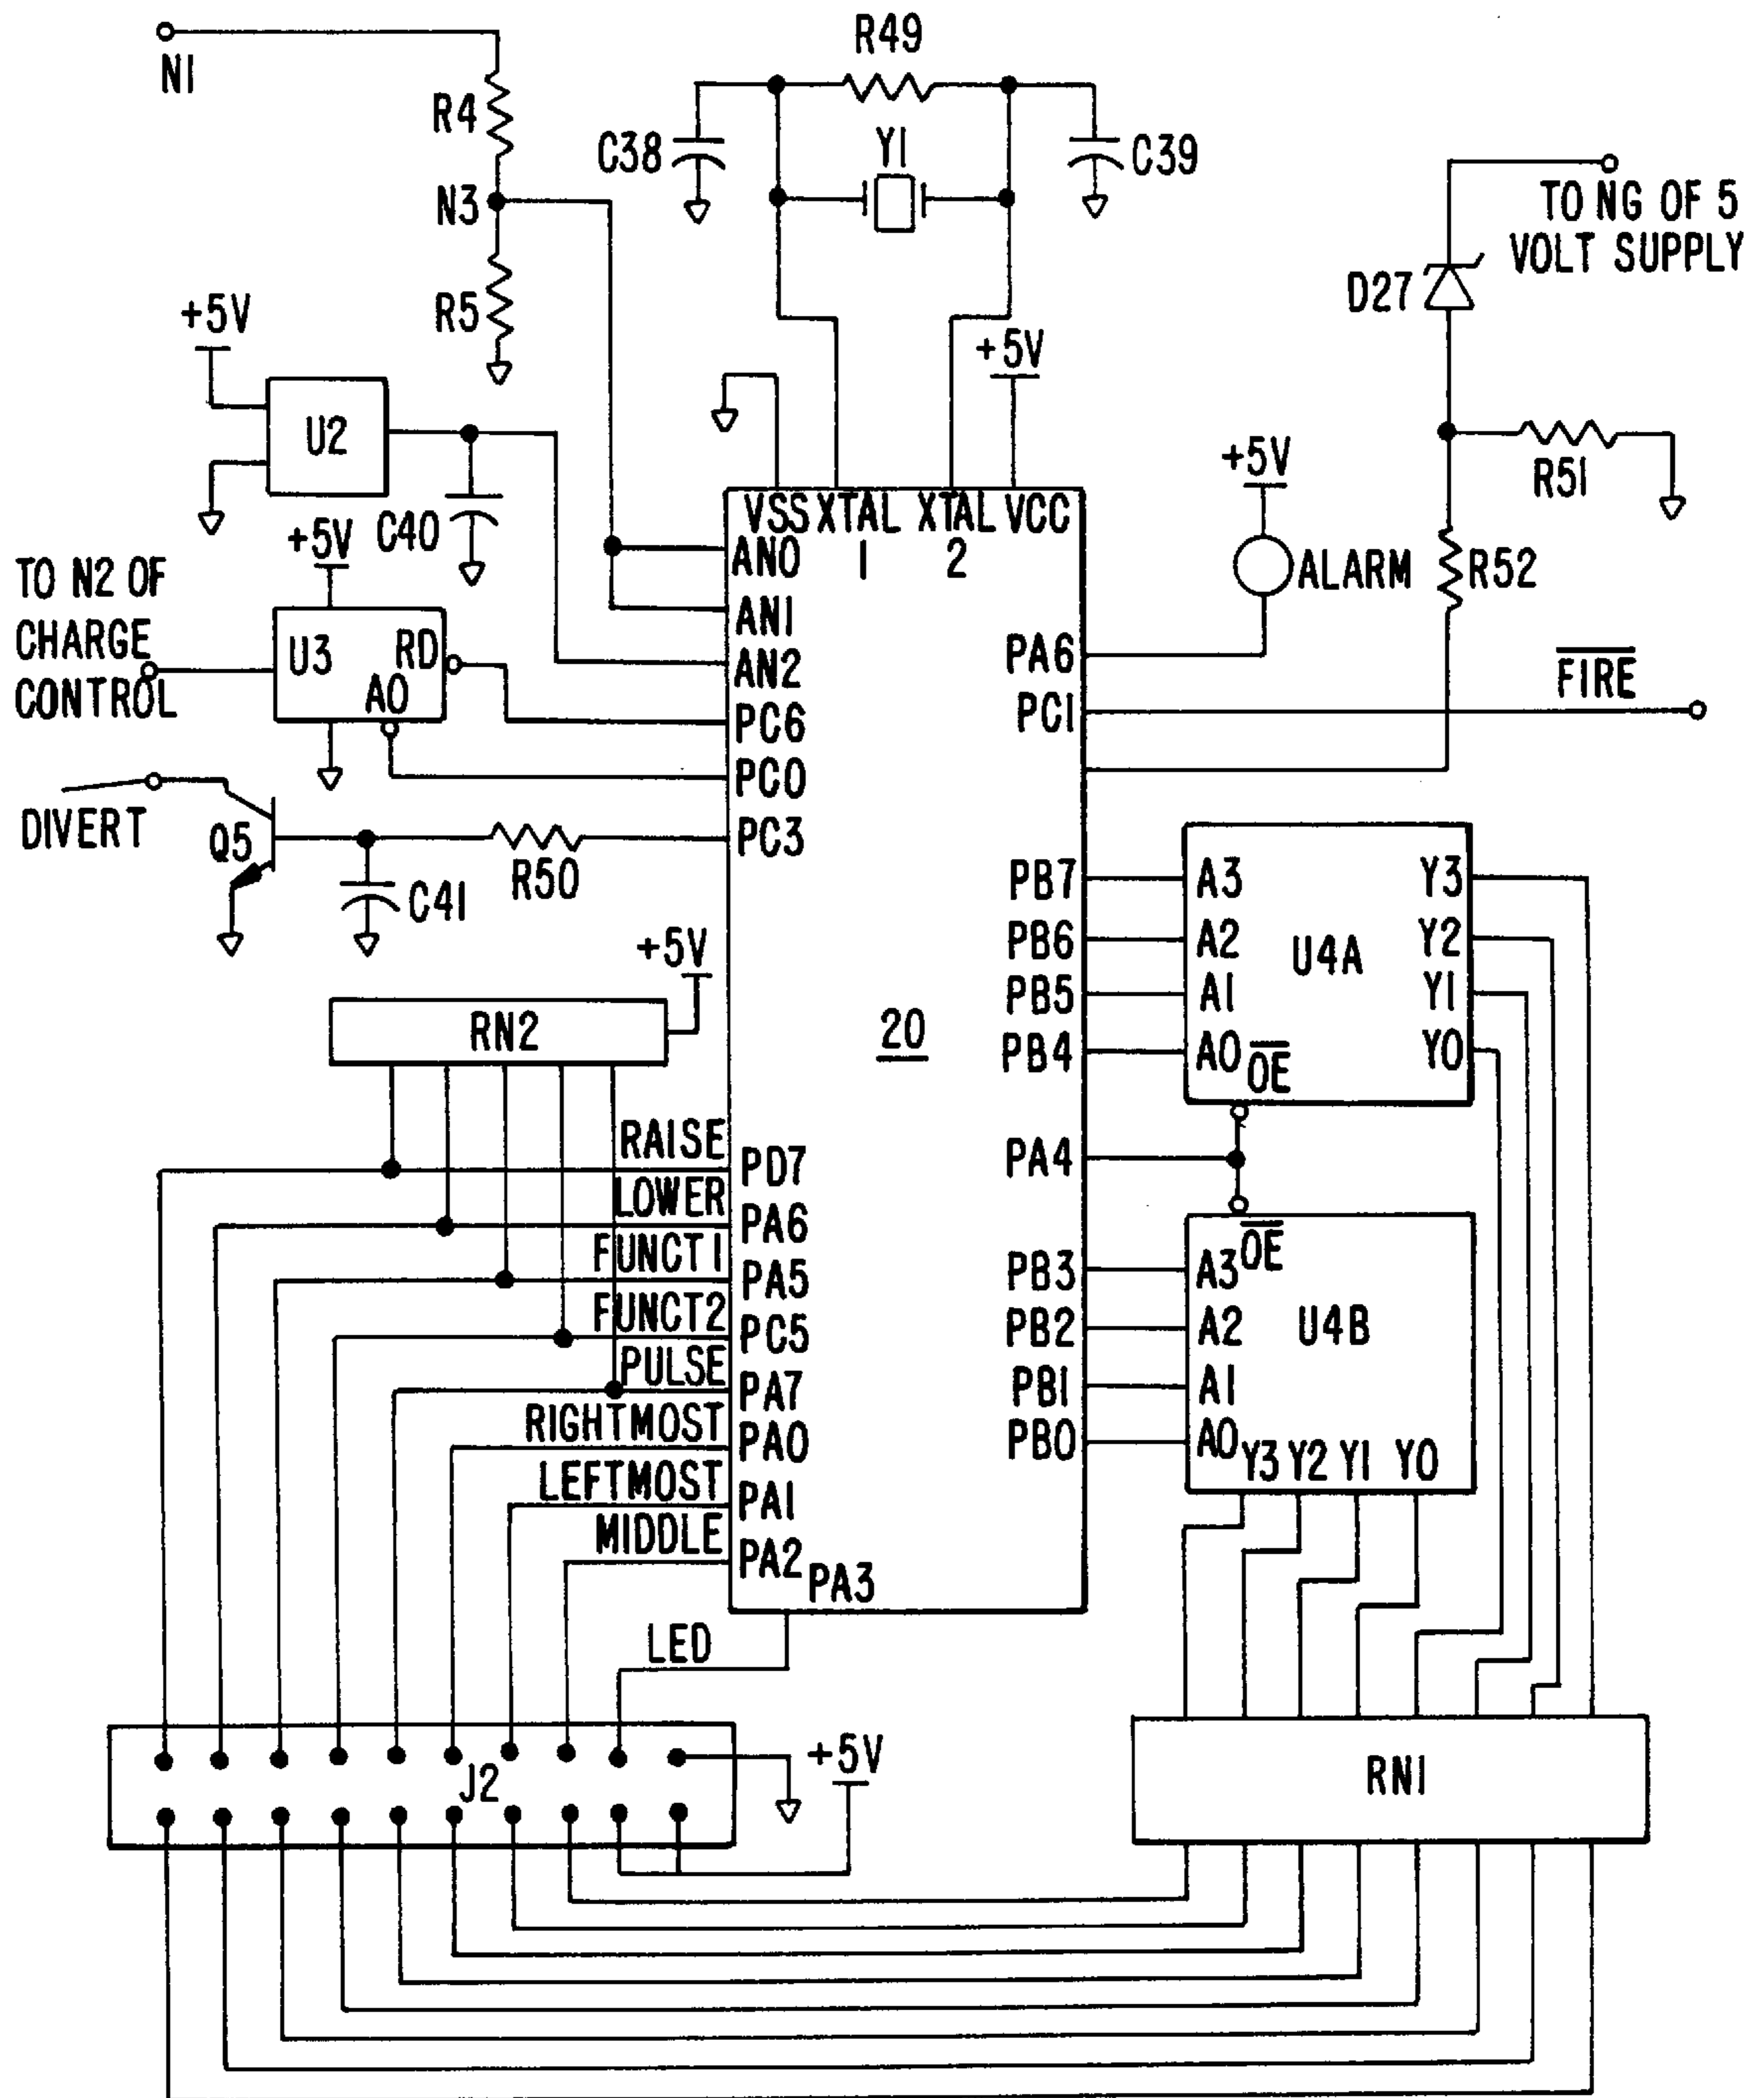 N1
R4
N3
R5
R49
C38
Y1
C39
TO NG OF 5
VOLT SUPPLY
D27
R51
R52
+5V
U2
C40
+5V
+5V
VSS XTAL XTAL VCC
1 2
+5V
ALARM
TO N2 OF
CHARGE
CONTROL
U3 RD
A0
AN0
AN1
AN2
PC6
PC0
PC3
PA6
PC1
FIRE
DIVERT
Q5
C41
R50
+5V
RN2
20
PB7
PB6
PB5
PB4
PA4
PB3
PB2
PB1
PB0
A3 Y3
A2 Y2
U4A
A1 Y1
A0 OE Y0
A3 OE
A2 U4B
A1
A0 Y3 Y2 Y1 Y0
RAISE PD7
LOWER PA6
FUNCT1 PA5
FUNCT2 PC5
PULSE PA7
RIGHTMOST PA0
LEFTMOST PA1
MIDDLE PA2
PA3
LED
J2
+5V
RN1